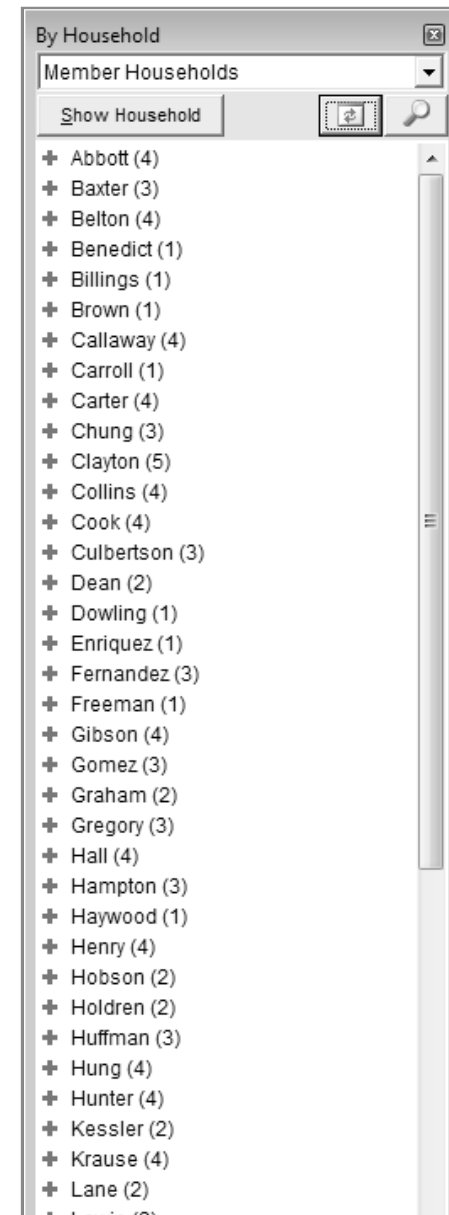 By Household
Member Households
Show Household
Abbott (4)
Baxter (3)
Belton (4)
Benedict (1)
Billings (1)
Brown (1)
Callaway (4)
Carroll (1)
Carter (4)
Chung (3)
Clayton (5)
Collins (4)
Cook (4)
Culbertson (3)
Dean (2)
Dowling (1)
Enriquez (1)
Fernandez (3)
Freeman (1)
Gibson (4)
Gomez (3)
Graham (2)
Gregory (3)
Hall (4)
Hampton (3)
Haywood (1)
Henry (4)
Hobson (2)
Holdren (2)
Huffman (3)
Hung (4)
Hunter (4)
Kessler (2)
Krause (4)
Lane (2)